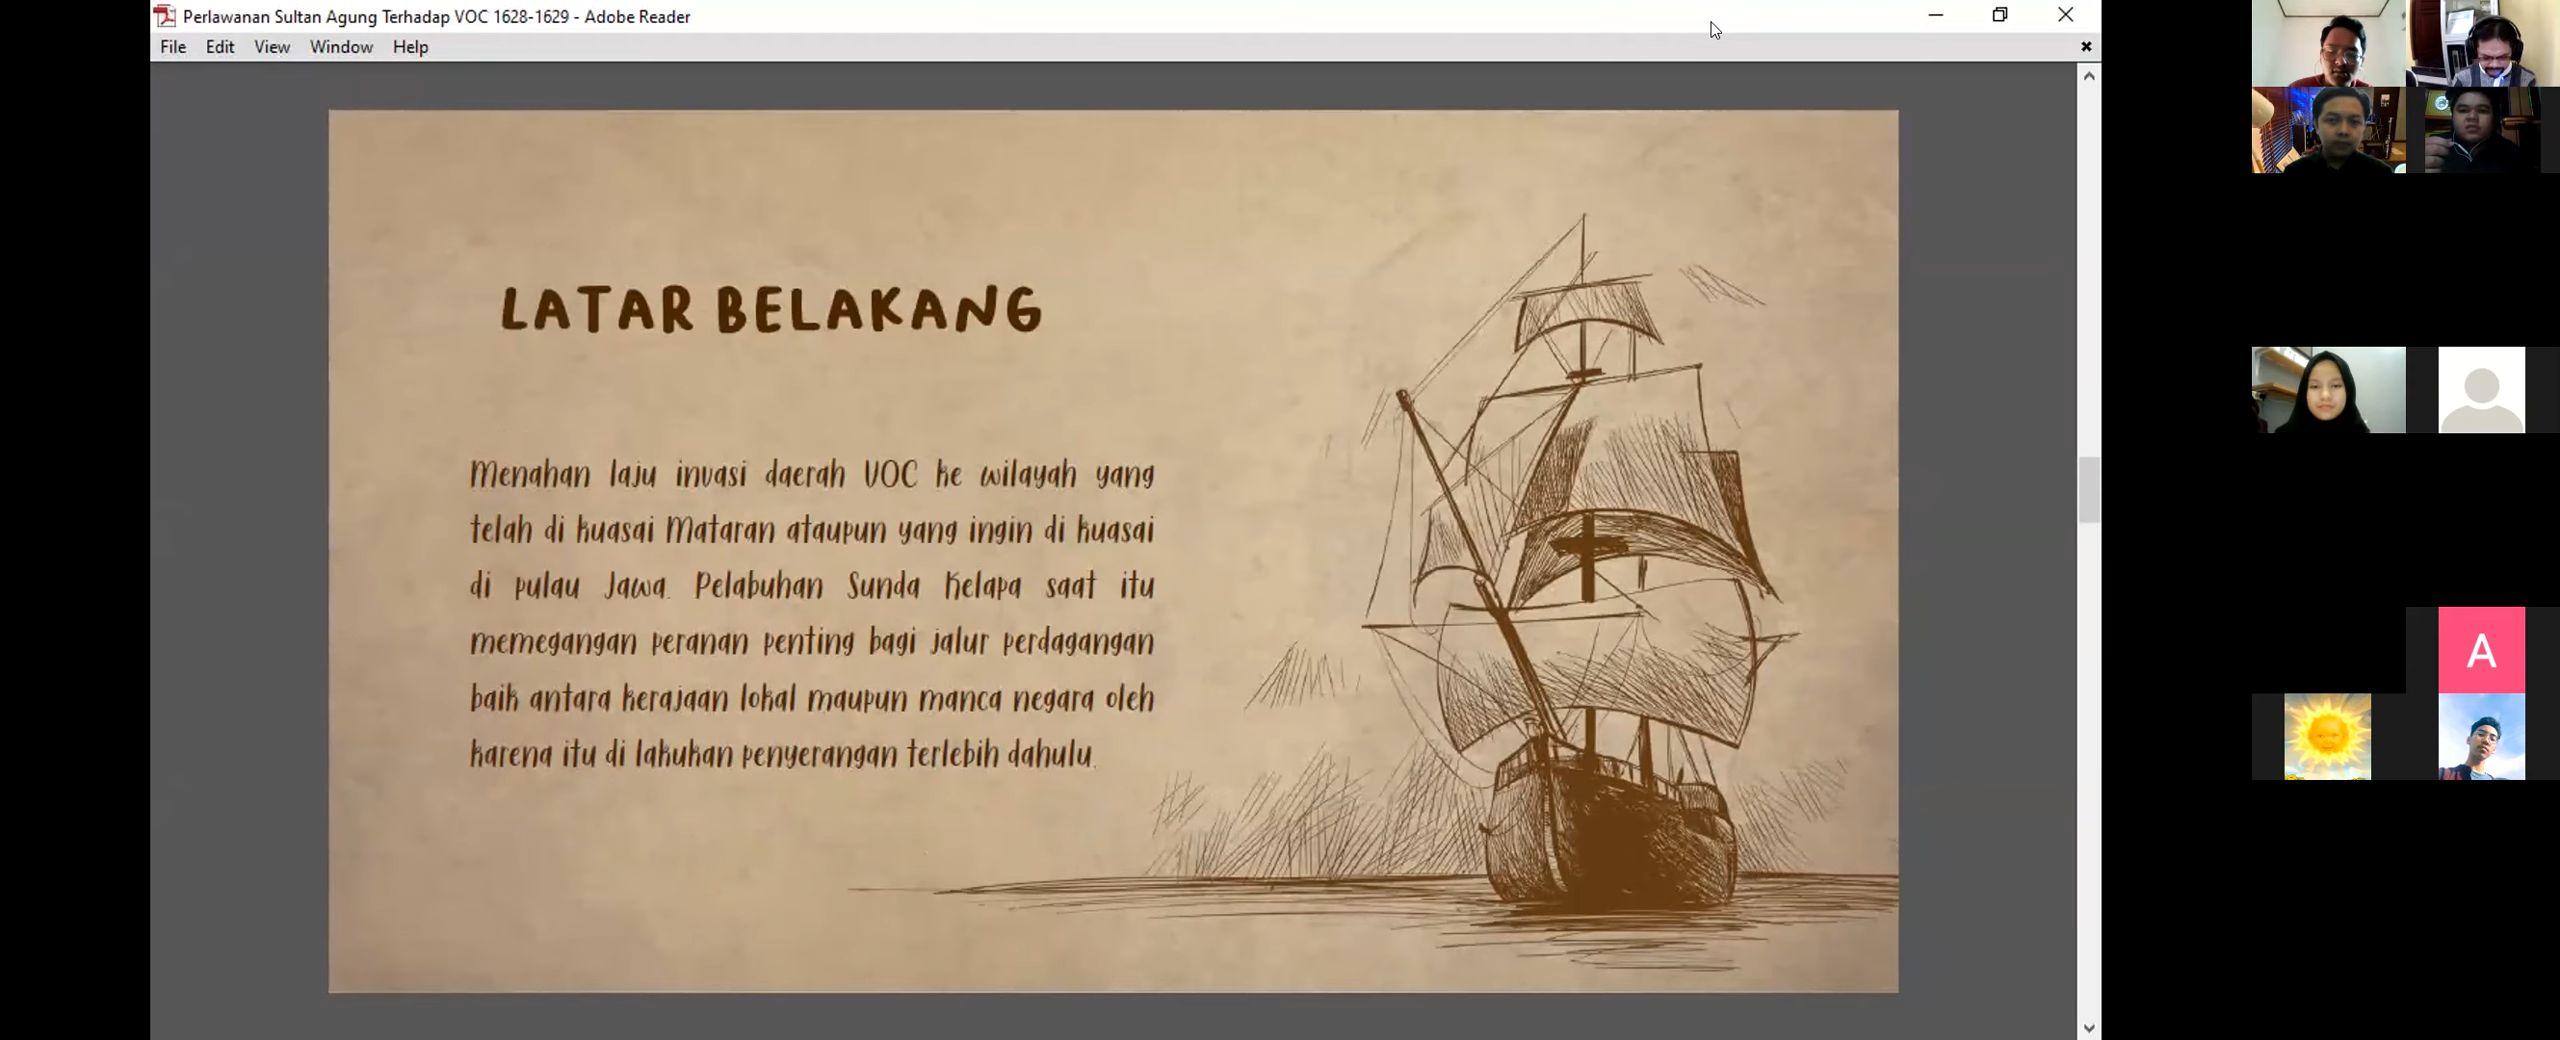 Perlawanan Sultan Agung Terhadap VOC 1628-1629 - Adobe Reader
File Edit View Window Help
LATAR BELAKANG
Menahan laju invasi daerah VOC ke wilayah yang
telah di kuasai Mataran ataupun yang ingin di kuasai
di pulau Jawa. Pelabuhan Sunda Kelapa saat itu
memegangan peranan penting bagi jalur perdagangan
baik antara kerajaan lokal maupun manca negara oleh
karena itu di lakukan penyerangan terlebih dahulu.
A